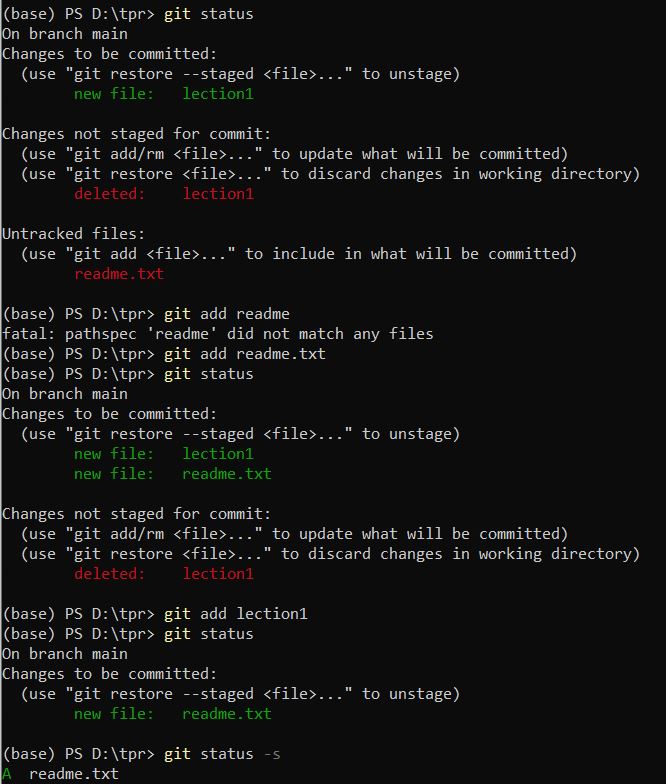 (base) PS D:\tpr> git status
On branch main
Changes to be committed:
  (use "git restore --staged <file>..." to unstage)
        new file:   lection1

Changes not staged for commit:
  (use "git add/rm <file>..." to update what will be committed)
  (use "git restore <file>..." to discard changes in working directory)
        deleted:    lection1

Untracked files:
  (use "git add <file>..." to include in what will be committed)
        readme.txt

(base) PS D:\tpr> git add readme
fatal: pathspec 'readme' did not match any files
(base) PS D:\tpr> git add readme.txt
(base) PS D:\tpr> git status
On branch main
Changes to be committed:
  (use "git restore --staged <file>..." to unstage)
        new file:   lection1
        new file:   readme.txt

Changes not staged for commit:
  (use "git add/rm <file>..." to update what will be committed)
  (use "git restore <file>..." to discard changes in working directory)
        deleted:    lection1

(base) PS D:\tpr> git add lection1
(base) PS D:\tpr> git status
On branch main
Changes to be committed:
  (use "git restore --staged <file>..." to unstage)
        new file:   readme.txt

(base) PS D:\tpr> git status -s
A  readme.txt